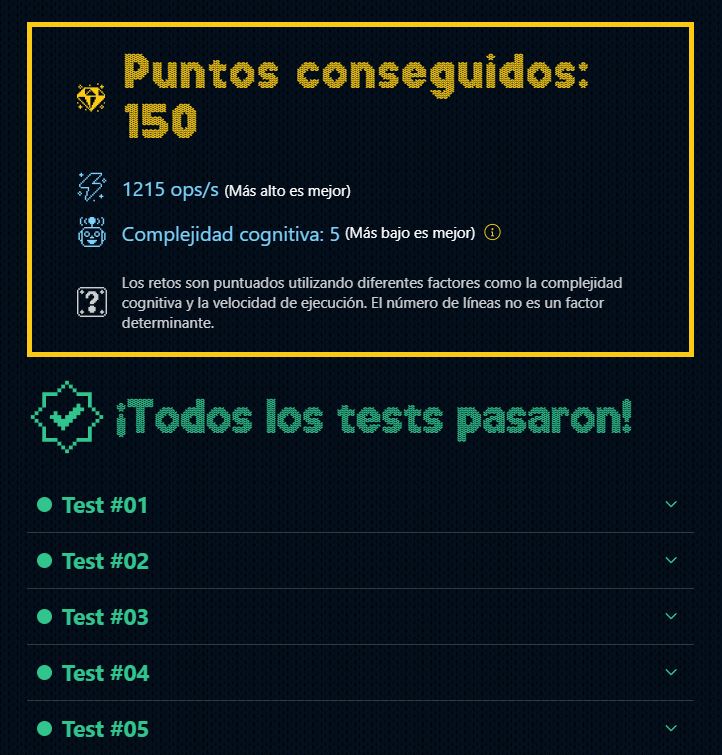 Puntos conseguidos:
150
1215 ops/s (Más alto es mejor)
Complejidad cognitiva: 5 (Más bajo es mejor)
Los retos son puntuados utilizando diferentes factores como la complejidad
cognitiva y la velocidad de ejecución. El número de líneas no es un factor
determinante.
¡Todos los tests pasaron!
Test #01
Test #02
Test #03
Test #04
Test #05